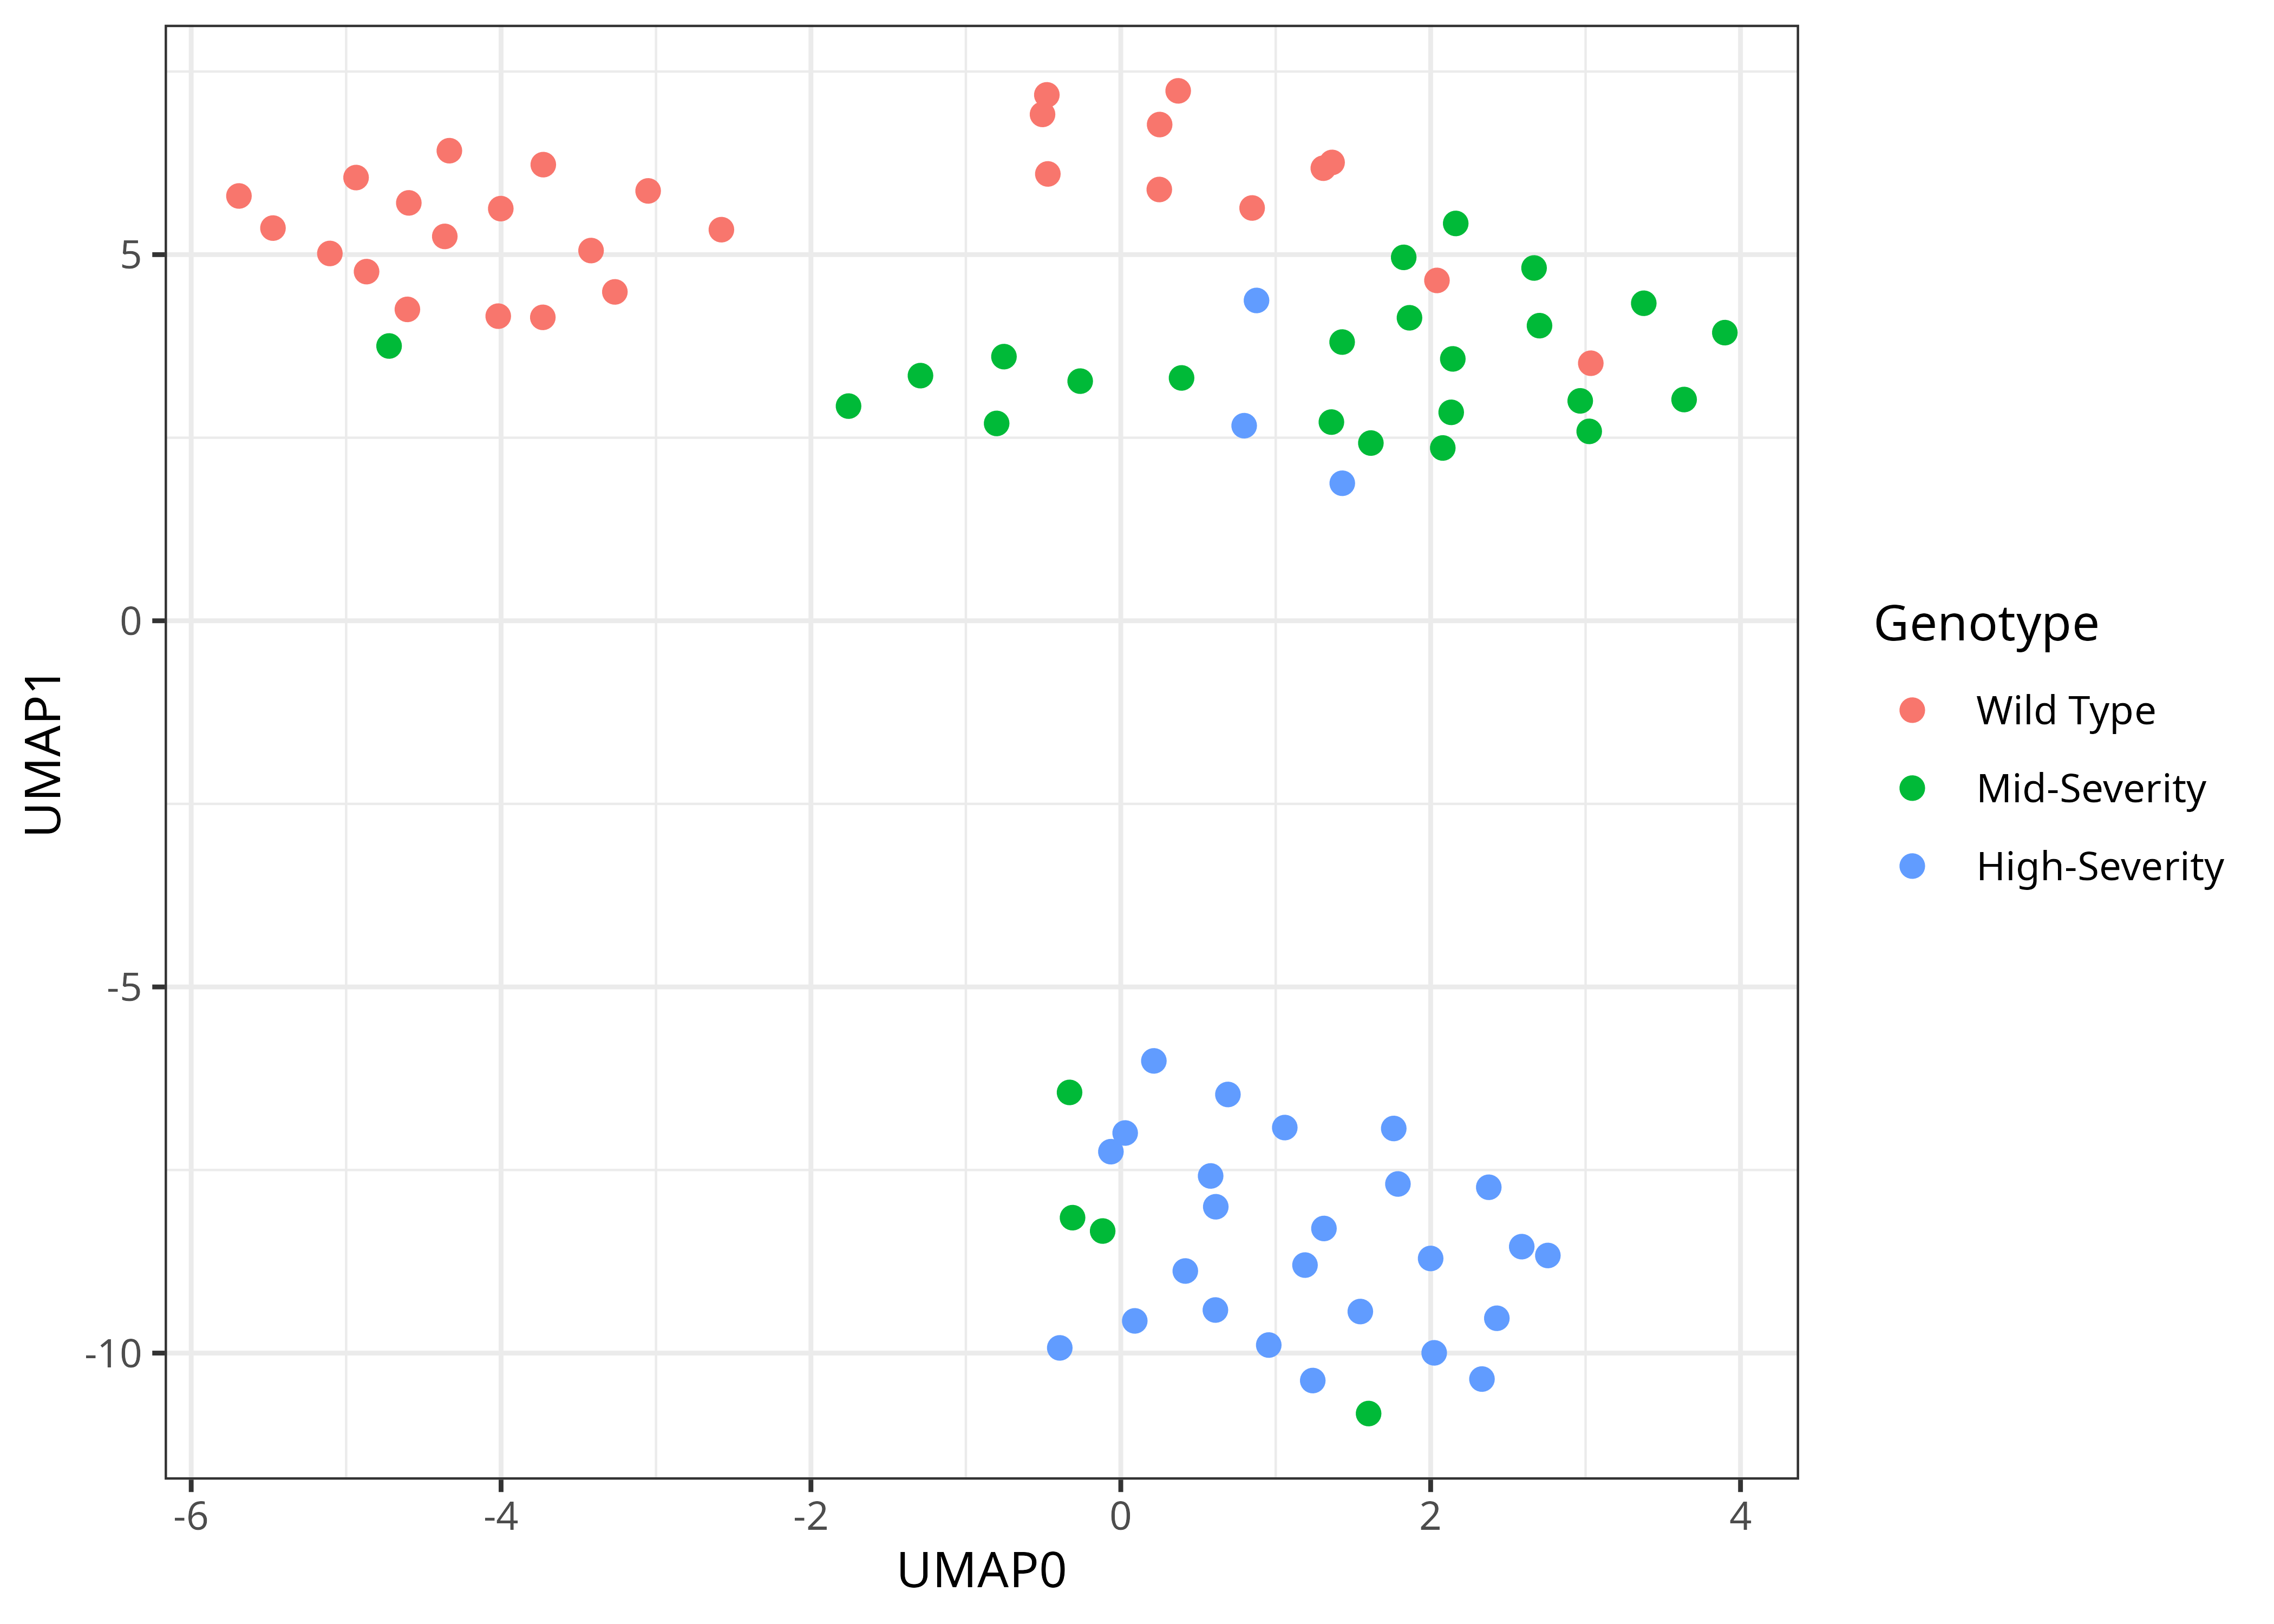 5
0
-5
-10
UMAP1
-6 -4 -2 0 2 4
UMAP0
Genotype
Wild Type
Mid-Severity
High-Severity